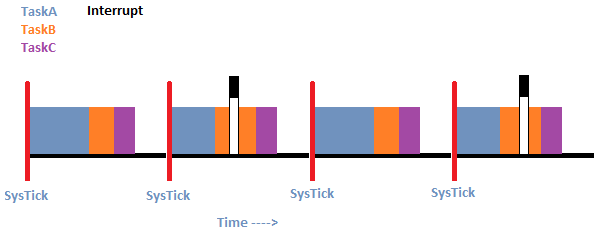 TaskA Interrupt
TaskB
TaskC
SysTick SysTick SysTick SysTick
Time ---->